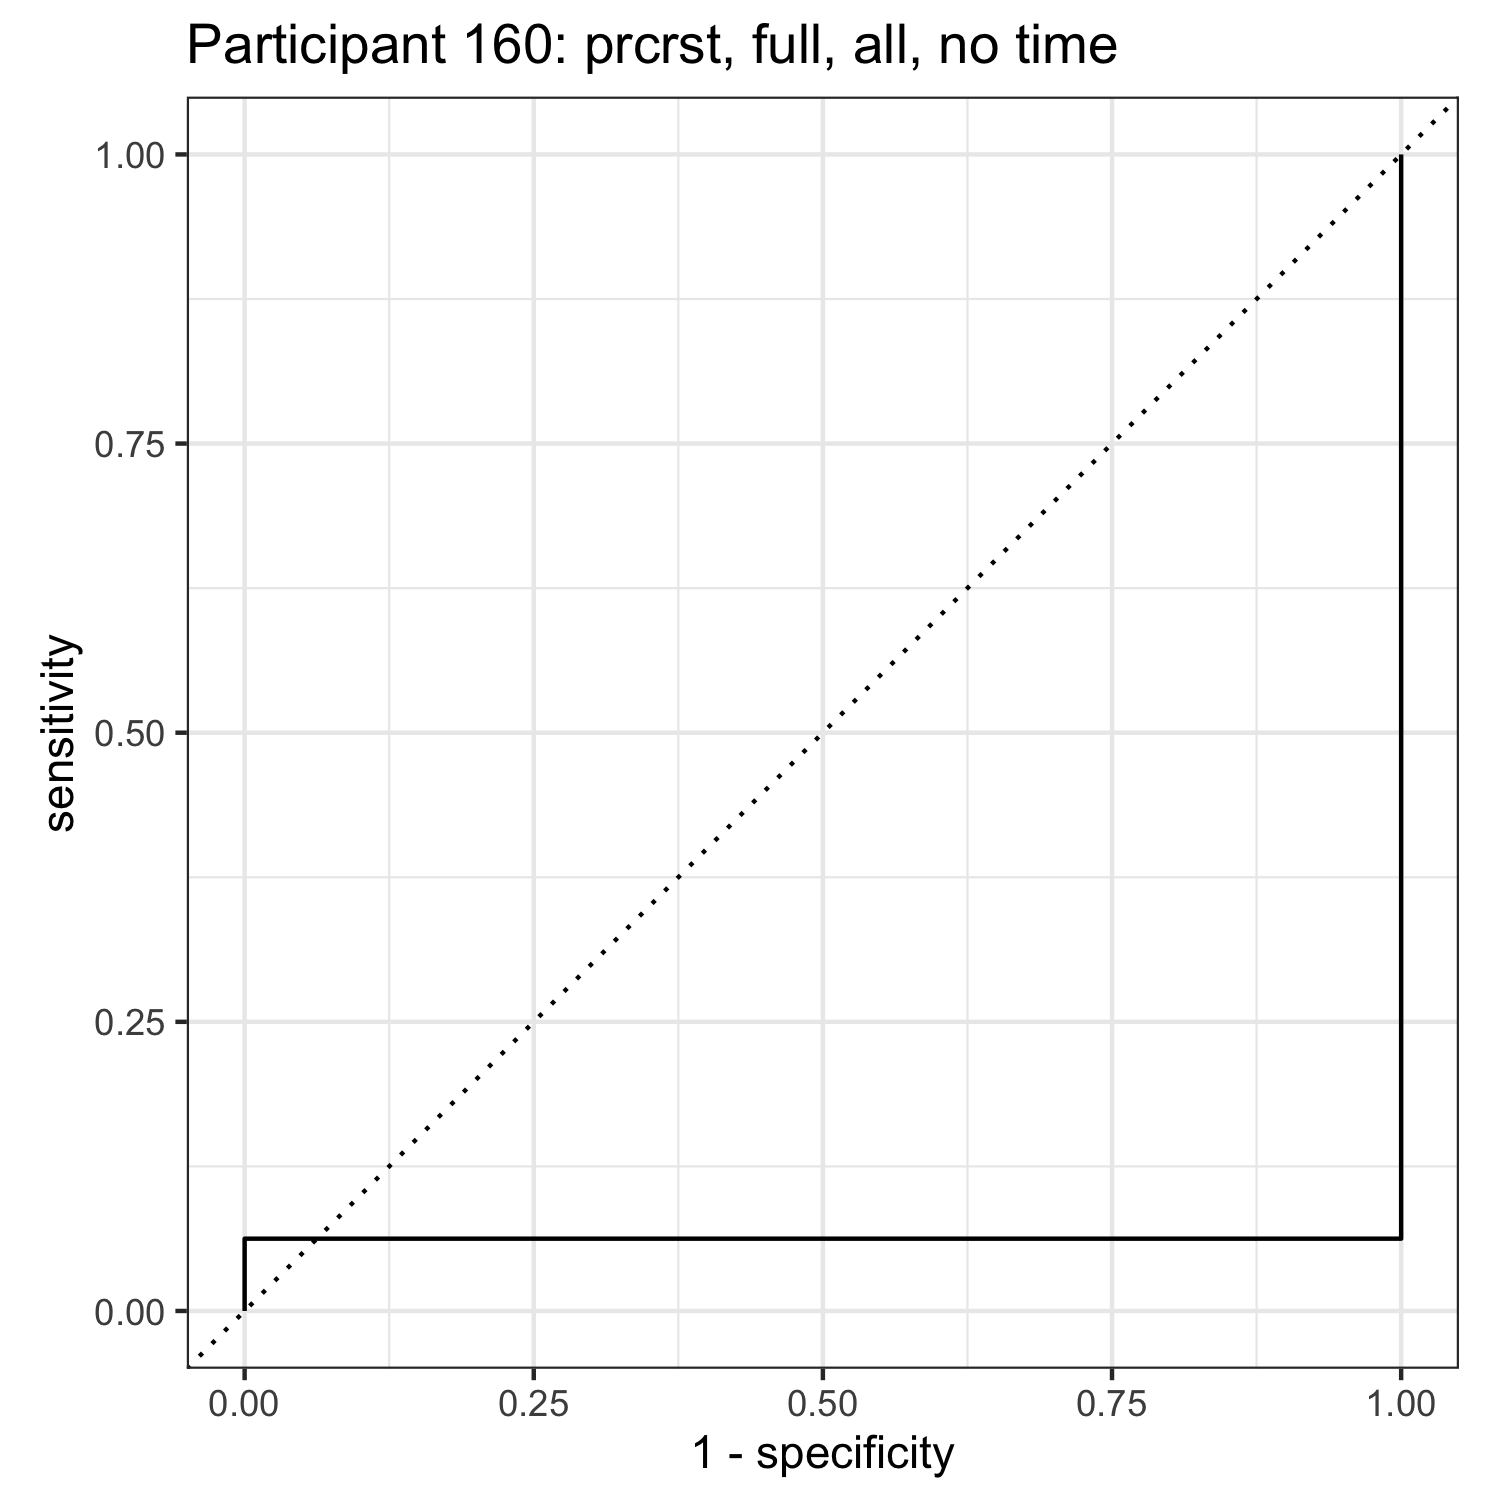 Participant 160: prcrst, full, all, no time
1.00
0.75
0.50
0.25
0.00
sensitivity
0.00 0.25 0.50 0.75 1.00
1 - specificity